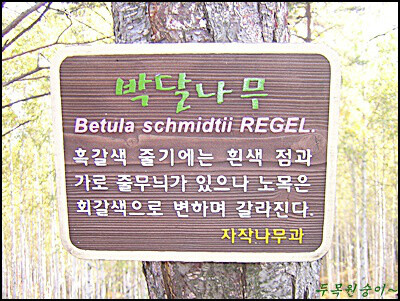 박달나무
Betula schmidtii REGEL.
흑갈색 줄기에는 흰색 점과
가로 줄무늬가 있으나 노목은
회갈색으로 변하며 갈라진다.
자작나무과
두목원숭이~